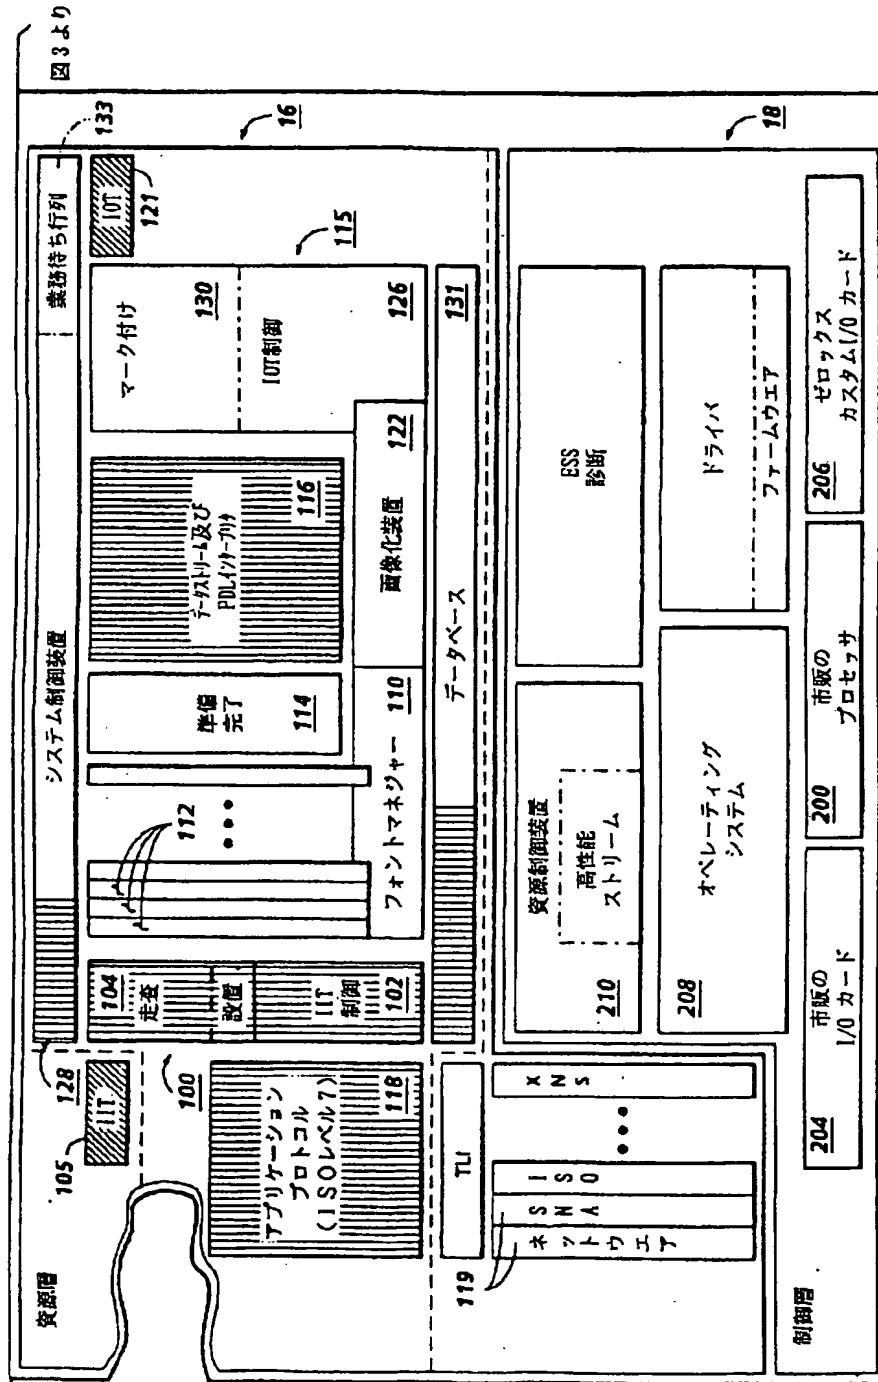 図3より
資源層
105
IIT
128
システム制御装置
業務待ち行列
133
IOT
121
16
100
走査
104
設置
IIT
制御
102
112
フォントマネジャー
110
準備
完了
114
データストリーム及び
PDLインタープリタ
116
画像化装置
122
マーク付け
130
IOT制御
126
115
アプリケーション
プロトコル
(ISOレベル7)
118
データベース
131
TLI
119
ネットウエア
SNA
ISO
XNS
制御層
18
資源制御装置
高性能
ストリーム
210
ESS
診断
オペレーティング
システム
208
ドライバ
ファームウエア
204
市販の
I/Oカード
200
市販の
プロセッサ
206
ゼロックス
カスタムI/Oカード